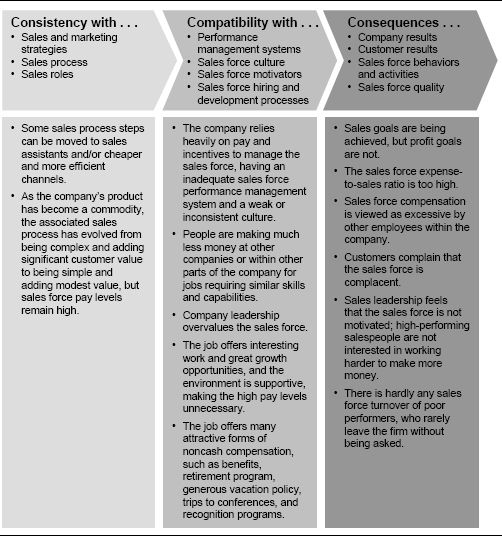 Consistency with . . .
• Sales and marketing
strategies
• Sales process
• Sales roles
Compatibility with . . .
• Performance
management systems
• Sales force culture
• Sales force motivators
• Sales force hiring and
development processes
Consequences . . .
• Company results
• Customer results
• Sales force behaviors
and activities
• Sales force quality
• Some sales process steps
can be moved to sales
assistants and/or cheaper
and more efficient
channels.
• As the company's product
has become a commodity,
the associated sales
process has evolved from
being complex and adding
significant customer value
to being simple and
adding modest value, but
sales force pay levels
remain high.
• The company relies
heavily on pay and
incentives to manage the
sales force, having an
inadequate sales force
performance management
system and a weak or
inconsistent culture.
• People are making much
less money at other
companies or within other
parts of the company for
jobs requiring similar skills
and capabilities.
• Company leadership
overvalues the sales force.
• The job offers interesting
work and great growth
opportunities, and the
environment is supportive,
making the high pay levels
unnecessary.
• The job offers many
attractive forms of
noncash compensation,
such as benefits,
retirement program,
generous vacation policy,
trips to conferences, and
recognition programs.
• Sales goals are being
achieved, but profit goals
are not.
• The sales force expense-
to-sales ratio is too high.
• Sales force compensation
is viewed as excessive by
other employees within the
company.
• Customers complain that
the sales force is
complacent.
• Sales leadership feels
that the sales force is not
motivated; high-performing
salespeople are not
interested in working
harder to make more
money.
• There is hardly any sales
force turnover of poor
performers, who rarely
leave the firm without
being asked.